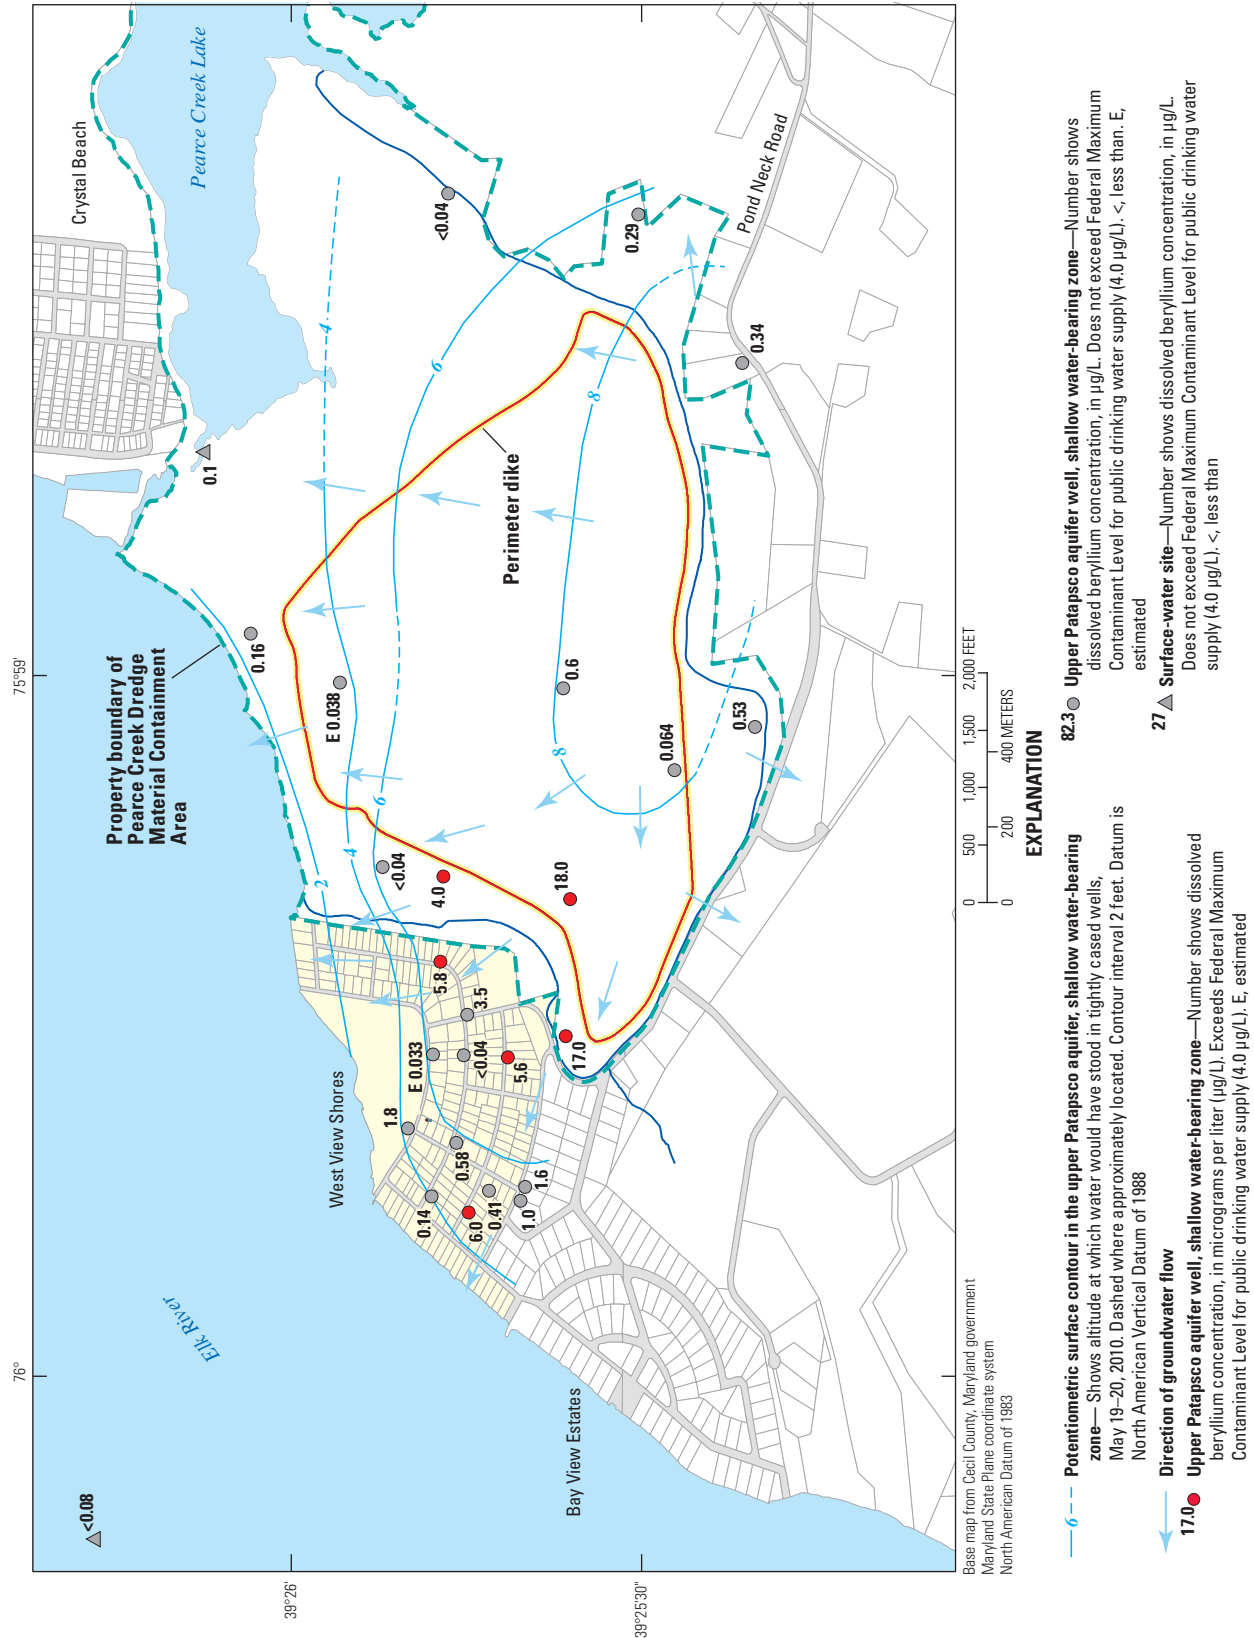 75°59'
76°
39°26'
39°25'30"
Crystal Beach
Pearce Creek Lake
Elk River
West View Shores
Bay View Estates
Pond Neck Road
Property boundary of
Pearce Creek Dredge
Material Containment
Area
Perimeter dike
<0.08
0.1
0.16
E 0.038
<0.04
4.0
18.0
17.0
5.8
3.5
E 0.033
<0.04
5.6
1.8
0.58
0.14
6.0
0.41
1.0
1.6
<0.04
0.29
0.34
0.6
0.064
0.53
2
4
4
6
6
8
8
Base map from Cecil County, Maryland government
Maryland State Plane coordinate system
North American Datum of 1983
0 500 1,000 1,500 2,000 FEET
0 200 400 METERS
EXPLANATION
6 Potentiometric surface contour in the upper Patapsco aquifer, shallow water-bearing
zone— Shows altitude at which water would have stood in tightly cased wells,
May 19–20, 2010. Dashed where approximately located. Contour interval 2 feet. Datum is
North American Vertical Datum of 1988
Direction of groundwater flow
17.0 Upper Patapsco aquifer well, shallow water-bearing zone—Number shows dissolved
beryllium concentration, in micrograms per liter (µg/L). Exceeds Federal Maximum
Contaminant Level for public drinking water supply (4.0 µg/L). E, estimated
82.3 Upper Patapsco aquifer well, shallow water-bearing zone—Number shows
dissolved beryllium concentration, in µg/L. Does not exceed Federal Maximum
Contaminant Level for public drinking water supply (4.0 µg/L). <, less than. E,
estimated
27 Surface-water site—Number shows dissolved beryllium concentration, in µg/L.
Does not exceed Federal Maximum Contaminant Level for public drinking water
supply (4.0 µg/L). <, less than